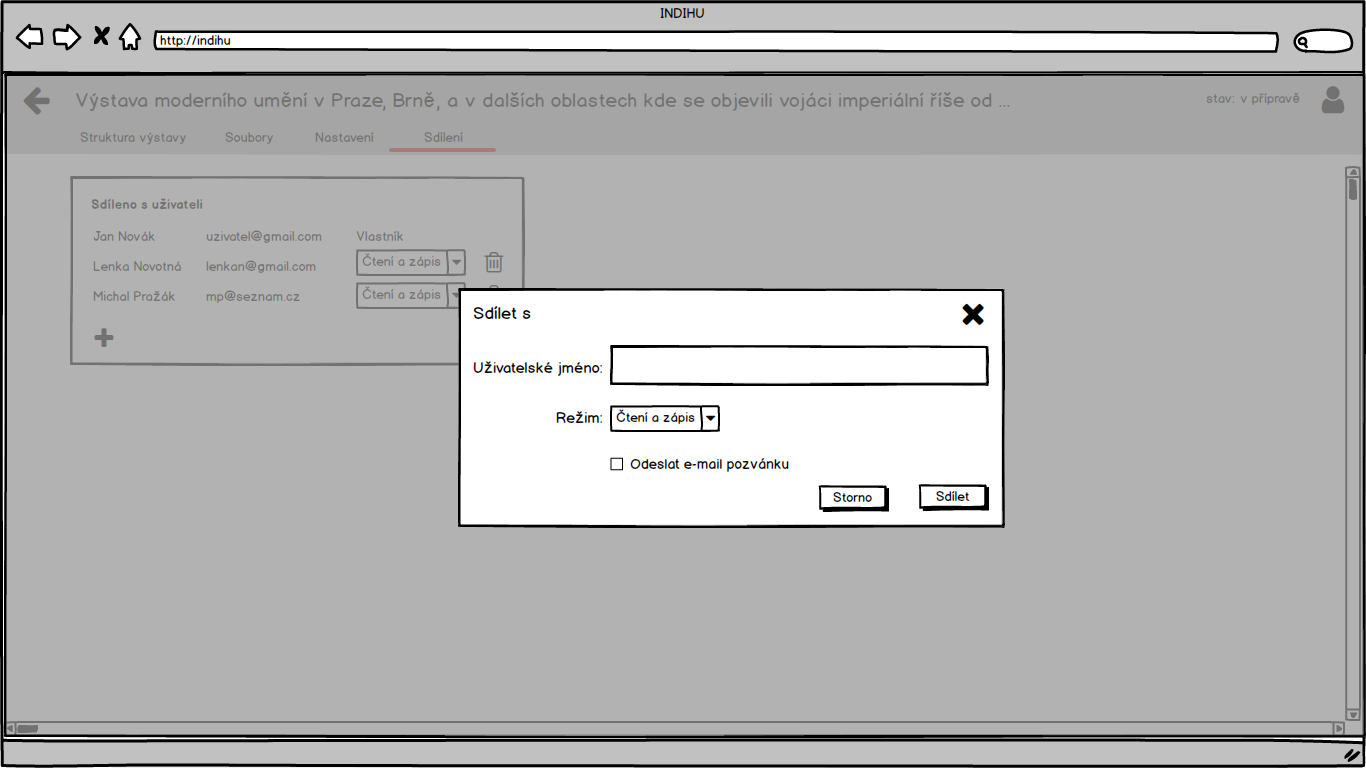 INDIHU
http://indihu
Výstava moderního umění v Praze, Brně, a v dalších oblastech kde se objevili vojáci imperiální říše od ...
stav: v přípravě
Struktura výstavy Soubory Nastavení Sdílení
Sdíleno s uživateli
Jan Novák uzivatel@gmail.com Vlastník
Lenka Novotná lenkan@gmail.com Čtení a zápis
Michal Pražák mp@seznam.cz Čtení a zápis
Sdílet s
Uživatelské jméno:
Režim: Čtení a zápis
Odeslat e-mail pozvánku
Storno Sdílet